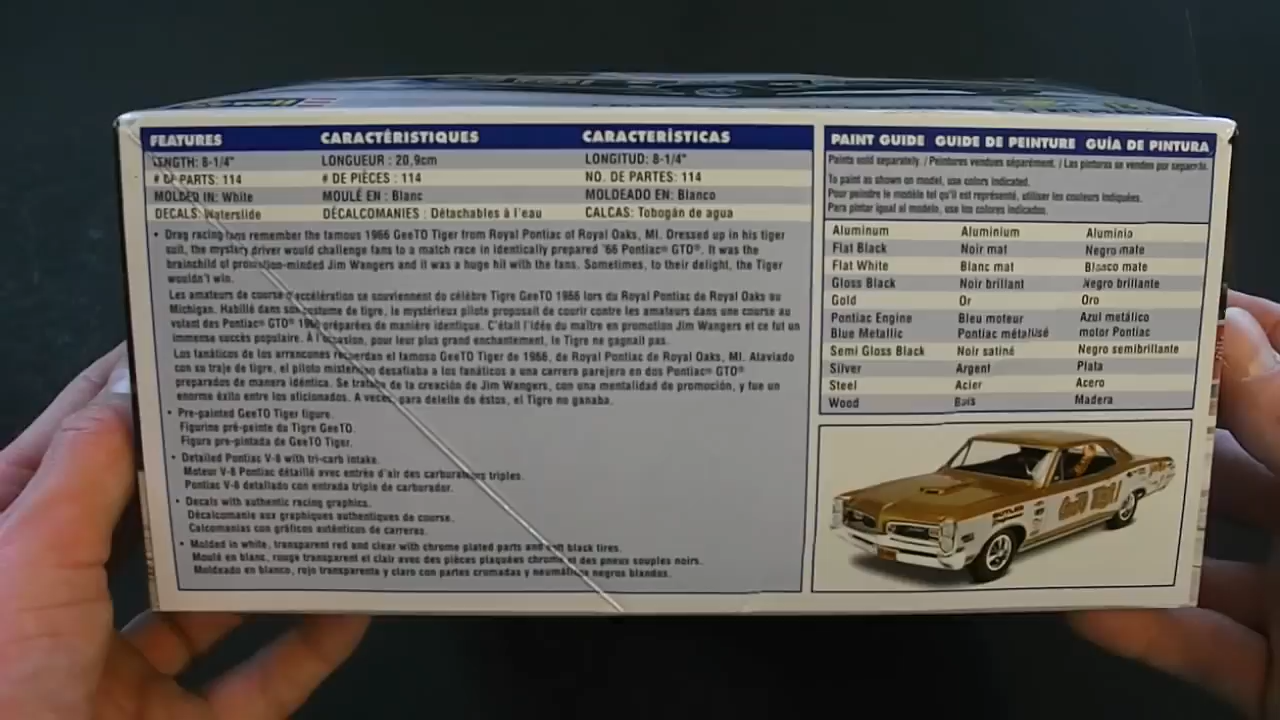 FEATURES CARACTÉRISTIQUES CARACTERÍSTICAS
LENGTH: 8-1/4" LONGUEUR : 20,9cm LONGITUD: 8-1/4"
# OF PARTS: 114 # DE PIÈCES : 114 NO. DE PARTES: 114
MOLDED IN: White MOULÉ EN : Blanc MOLDEADO EN: Blanco
DECALS: Waterslide DÉCALCOMANIES : Détachables à l'eau CALCAS: Tobogán de agua
• Drag racing fans remember the famous 1966 GeeTO Tiger from Royal Pontiac of Royal Oaks, MI. Dressed up in his tiger
suit, the mystery driver would challenge fans to a match race in identically prepared '66 Pontiac® GTO®. It was the
brainchild of promotion-minded Jim Wangers and it was a huge hit with the fans. Sometimes, to their delight, the Tiger
wouldn't win.
Les amateurs de course d'accélération se souviennent du célèbre Tigre GeeTO 1966 lors du Royal Pontiac de Royal Oaks au
Michigan. Habillé dans son costume de tigre, le mystérieux pilote proposait de courir contre les amateurs dans une course au
volant des Pontiac® GTO® 1966 préparées de manière identique. C'était l'idée du maître en promotion Jim Wangers et ce fut un
immense succès populaire. À l'occasion, pour leur plus grand enchantement, le Tigre ne gagnait pas.
Los fanáticos de los arrancones recuerdan el famoso GeeTO Tiger de 1966, de Royal Pontiac de Royal Oaks, MI. Ataviado
con su traje de tigre, el piloto misterioso desafiaba a los fanáticos a una carrera pareja en dos Pontiac® GTO®
preparados de manera idéntica. Se trataba de la creación de Jim Wangers, con una mentalidad de promoción, y fue un
enorme éxito entre los aficionados. A veces, para deleite de éstos, el Tigre no ganaba.
• Pre-painted GeeTO Tiger figure.
Figurine pré-peinte du Tigre GeeTO.
Figura pre-pintada de GeeTO Tiger.
• Detailed Pontiac V-8 with tri-carb intake.
Moteur V-8 Pontiac détaillé avec entrée d'air des carburateurs triples.
Pontiac V-8 detallado con entrada triple de carburador.
• Decals with authentic racing graphics.
Décalcomanie aux graphiques authentiques de course.
Calcomanías con gráficos auténticos de carreras.
• Molded in white, transparent red and clear with chrome plated parts and soft black tires.
Moulé en blanc, rouge transparent et clair avec des pièces plaquées chrome et des pneus souples noirs.
Moldeado en blanco, rojo transparente y claro con partes cromadas y neumáticos negros blandos.
PAINT GUIDE GUIDE DE PEINTURE GUÍA DE PINTURA
Paints sold separately. / Peintures vendues séparément. / Las pinturas se venden por separado.
To paint as shown on model, use colors indicated.
Pour peindre le modèle tel qu'il est représenté, utiliser les couleurs indiquées.
Para pintar igual al modelo, use los colores indicados.
Aluminum Aluminium Aluminio
Flat Black Noir mat Negro mate
Flat White Blanc mat Blanco mate
Gloss Black Noir brillant Negro brillante
Gold Or Oro
Pontiac Engine Bleu moteur Azul metálico
Blue Metallic Pontiac métalisé motor Pontiac
Semi Gloss Black Noir satiné Negro semibrillante
Silver Argent Plata
Steel Acier Acero
Wood Bois Madera